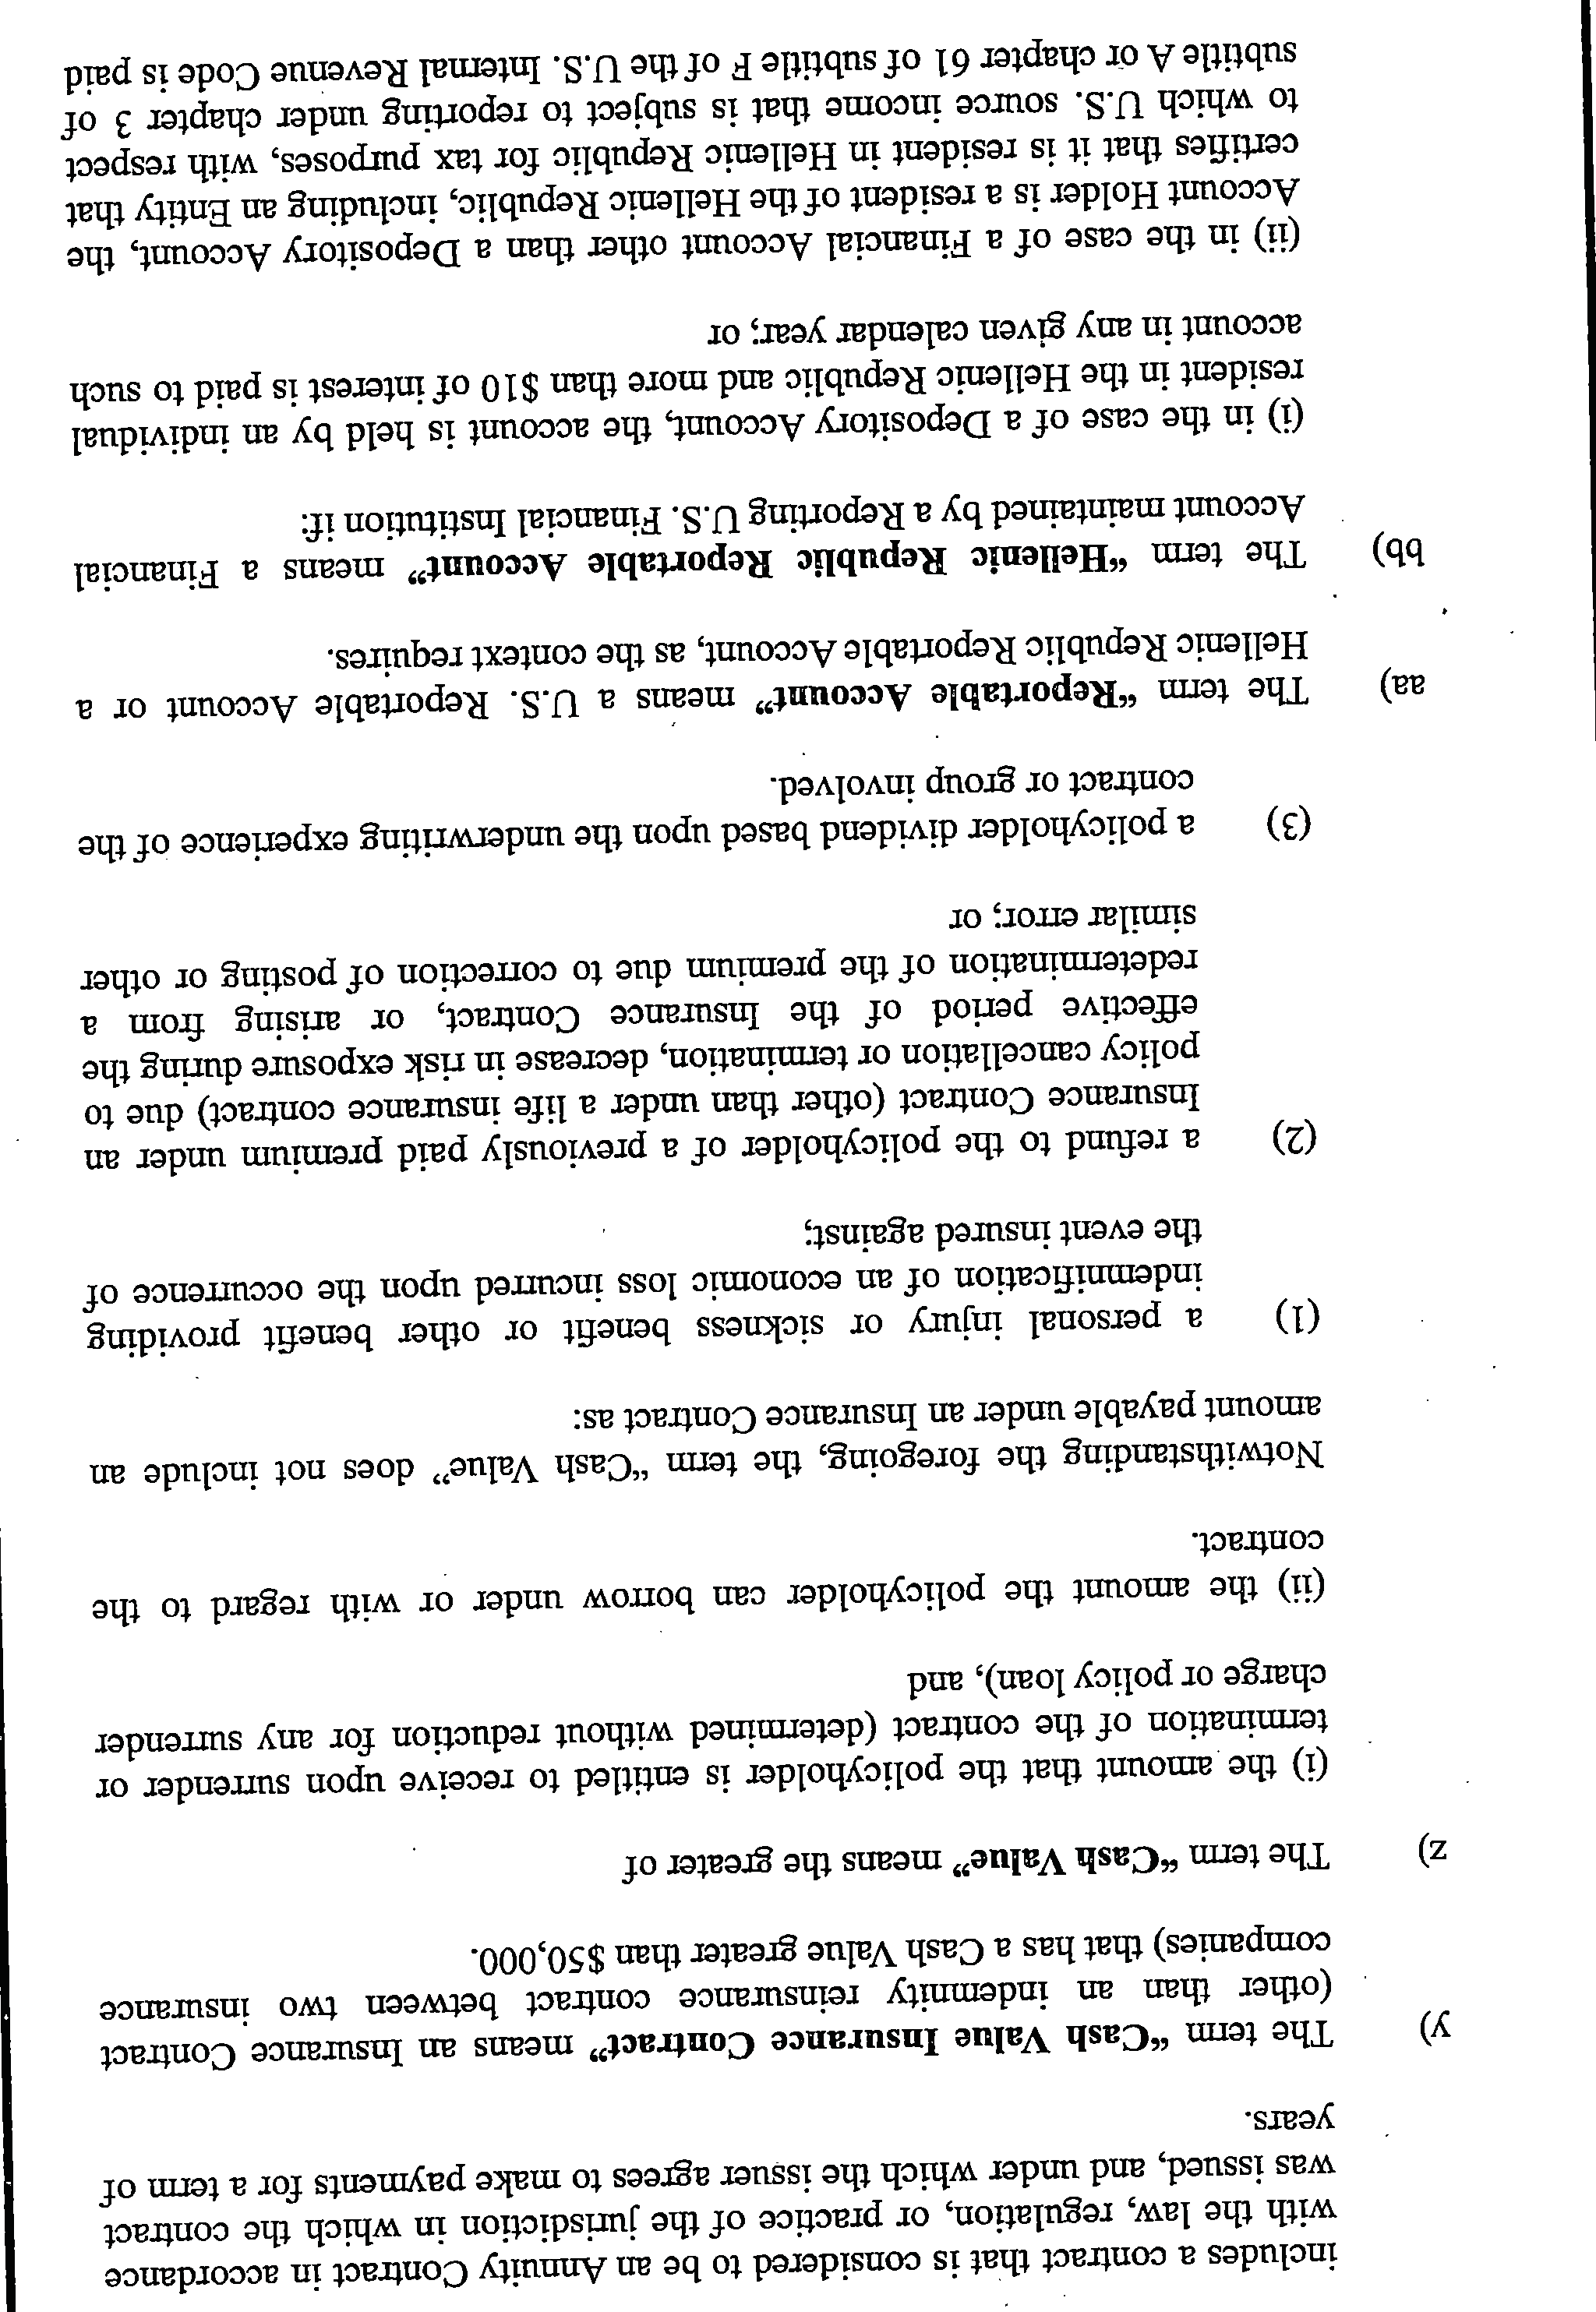 includes a contract that is considered to be an Annuity Contract in accordance
with the law, regulation, or practice of the jurisdiction in which the contract
was issued, and under which the issuer agrees to make payments for a term of
years.
y) The term “Cash Value Insurance Contract” means an Insurance Contract
(other than an indemnity reinsurance contract between two insurance
companies) that has a Cash Value greater than $50,000.
z) The term “Cash Value” means the greater of
(i) the amount that the policyholder is entitled to receive upon surrender or
termination of the contract (determined without reduction for any surrender
charge or policy loan), and
(ii) the amount the policyholder can borrow under or with regard to the
contract.
Notwithstanding the foregoing, the term “Cash Value” does not include an
amount payable under an Insurance Contract as:
(1) a personal injury or sickness benefit or other benefit providing
indemnification of an economic loss incurred upon the occurrence of
the event insured against;
(2) a refund to the policyholder of a previously paid premium under an
Insurance Contract (other than under a life insurance contract) due to
policy cancellation or termination, decrease in risk exposure during the
effective period of the Insurance Contract, or arising from a
redetermination of the premium due to correction of posting or other
similar error; or
(3) a policyholder dividend based upon the underwriting experience of the
contract or group involved.
aa) The term “Reportable Account” means a U.S. Reportable Account or a
Hellenic Republic Reportable Account, as the context requires.
bb) The term “Hellenic Republic Reportable Account” means a Financial
Account maintained by a Reporting U.S. Financial Institution if:
(i) in the case of a Depository Account, the account is held by an individual
resident in the Hellenic Republic and more than $10 of interest is paid to such
account in any given calendar year; or
(ii) in the case of a Financial Account other than a Depository Account, the
Account Holder is a resident of the Hellenic Republic, including an Entity that
certifies that it is resident in Hellenic Republic for tax purposes, with respect
to which U.S. source income that is subject to reporting under chapter 3 of
subtitle A or chapter 61 of subtitle F of the U.S. Internal Revenue Code is paid